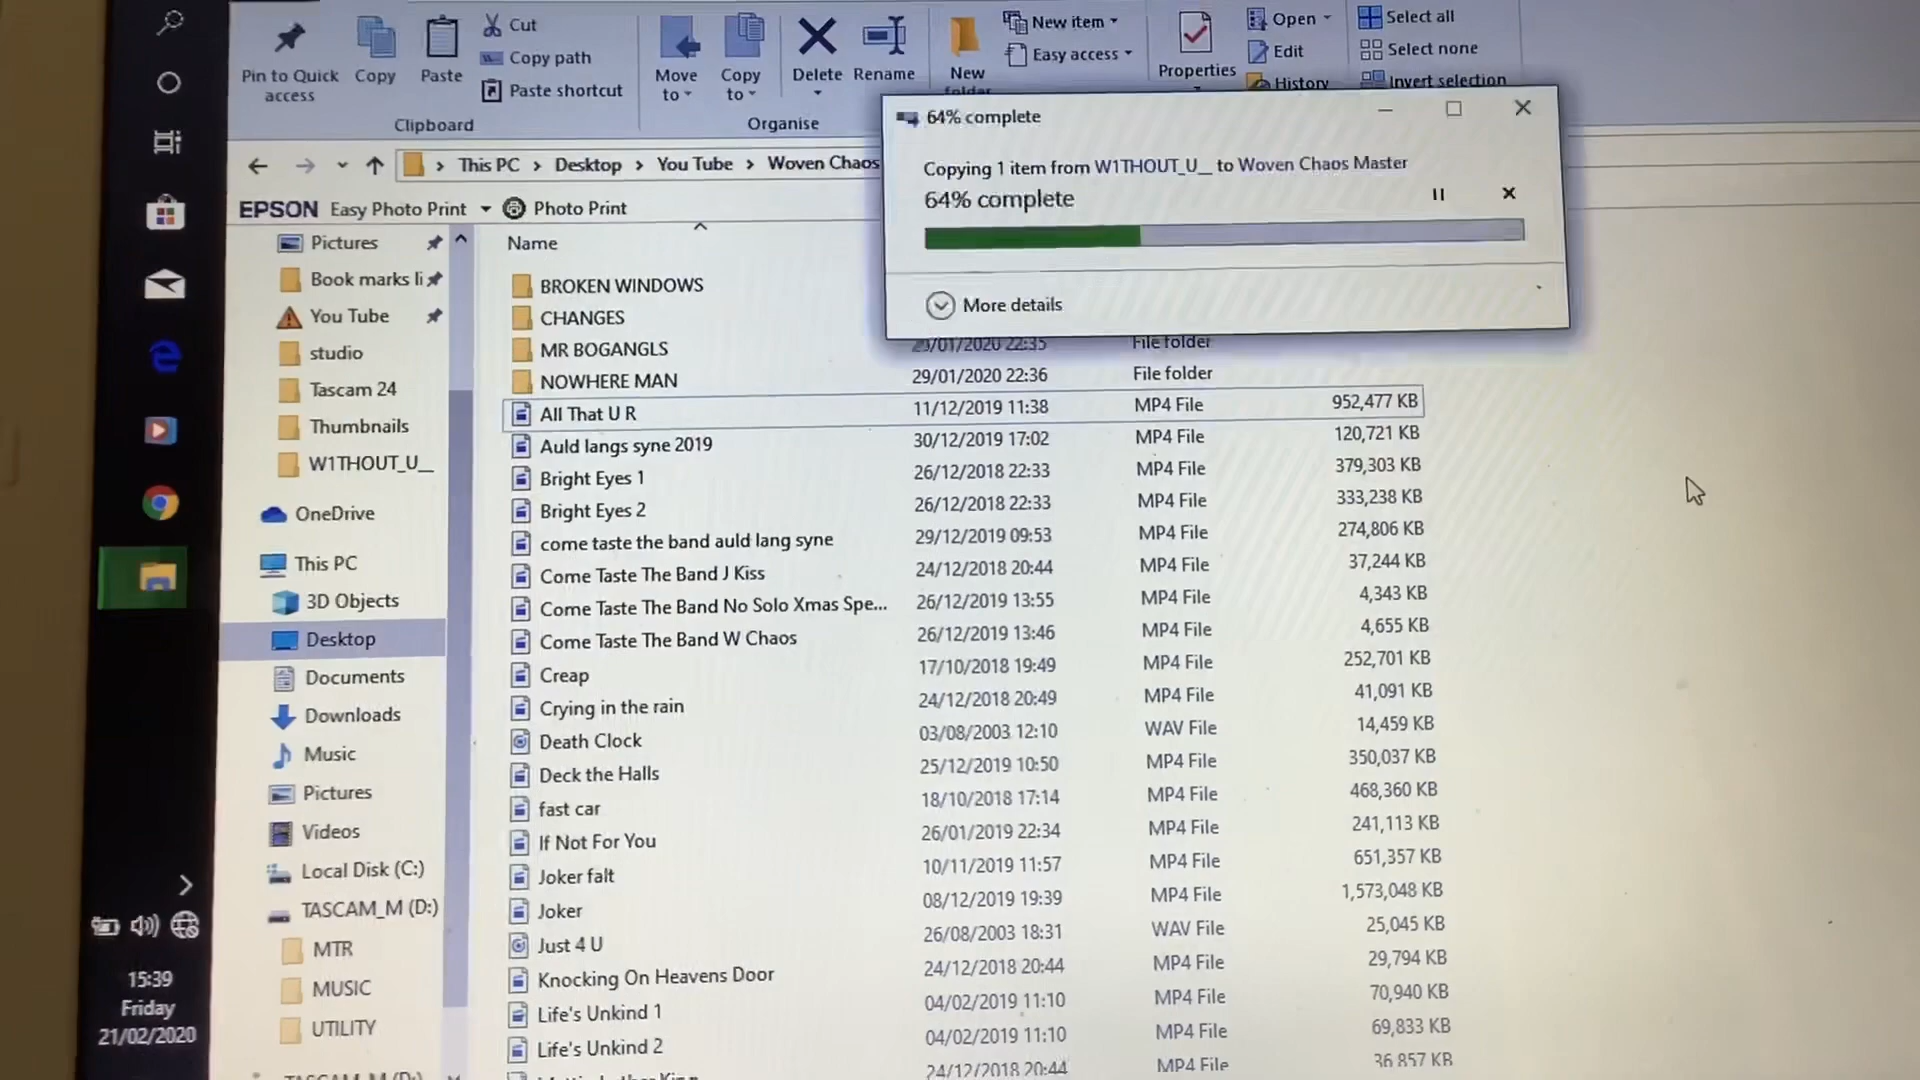 Pin to Quick access
Copy
Paste
Cut
Copy path
Paste shortcut
Clipboard
Move to
Copy to
Delete
Rename
Organise
New folder
New item
Easy access
Properties
Open
Edit
History
Select all
Select none
Invert selection
64% complete
Copying 1 item from W1THOUT_U__ to Woven Chaos Master
64% complete
More details
This PC > Desktop > You Tube > Woven Chaos
EPSON Easy Photo Print Photo Print
Pictures
Book marks li
You Tube
studio
Tascam 24
Thumbnails
W1THOUT_U__
OneDrive
This PC
3D Objects
Desktop
Documents
Downloads
Music
Pictures
Videos
Local Disk (C:)
TASCAM_M (D:)
MTR
MUSIC
UTILITY
TASCAM_M (D:)
Name
BROKEN WINDOWS
CHANGES
MR BOGANGLS 29/01/2020 22:35 File folder
NOWHERE MAN 29/01/2020 22:36 File folder
All That U R 11/12/2019 11:38 MP4 File 952,477 KB
Auld langs syne 2019 30/12/2019 17:02 MP4 File 120,721 KB
Bright Eyes 1 26/12/2018 22:33 MP4 File 379,303 KB
Bright Eyes 2 26/12/2018 22:33 MP4 File 333,238 KB
come taste the band auld lang syne 29/12/2019 09:53 MP4 File 274,806 KB
Come Taste The Band J Kiss 24/12/2018 20:44 MP4 File 37,244 KB
Come Taste The Band No Solo Xmas Spe... 26/12/2019 13:55 MP4 File 4,343 KB
Come Taste The Band W Chaos 26/12/2019 13:46 MP4 File 4,655 KB
Creap 17/10/2018 19:49 MP4 File 252,701 KB
Crying in the rain 24/12/2018 20:49 MP4 File 41,091 KB
Death Clock 03/08/2003 12:10 WAV File 14,459 KB
Deck the Halls 25/12/2019 10:50 MP4 File 350,037 KB
fast car 18/10/2018 17:14 MP4 File 468,360 KB
If Not For You 26/01/2019 22:34 MP4 File 241,113 KB
Joker falt 10/11/2019 11:57 MP4 File 651,357 KB
Joker 08/12/2019 19:39 MP4 File 1,573,048 KB
Just 4 U 26/08/2003 18:31 WAV File 25,045 KB
Knocking On Heavens Door 24/12/2018 20:44 MP4 File 29,794 KB
Life's Unkind 1 04/02/2019 11:10 MP4 File 70,940 KB
Life's Unkind 2 04/02/2019 11:10 MP4 File 69,833 KB
24/12/2018 20:44 MP4 File 36,857 KB
15:39
Friday
21/02/2020